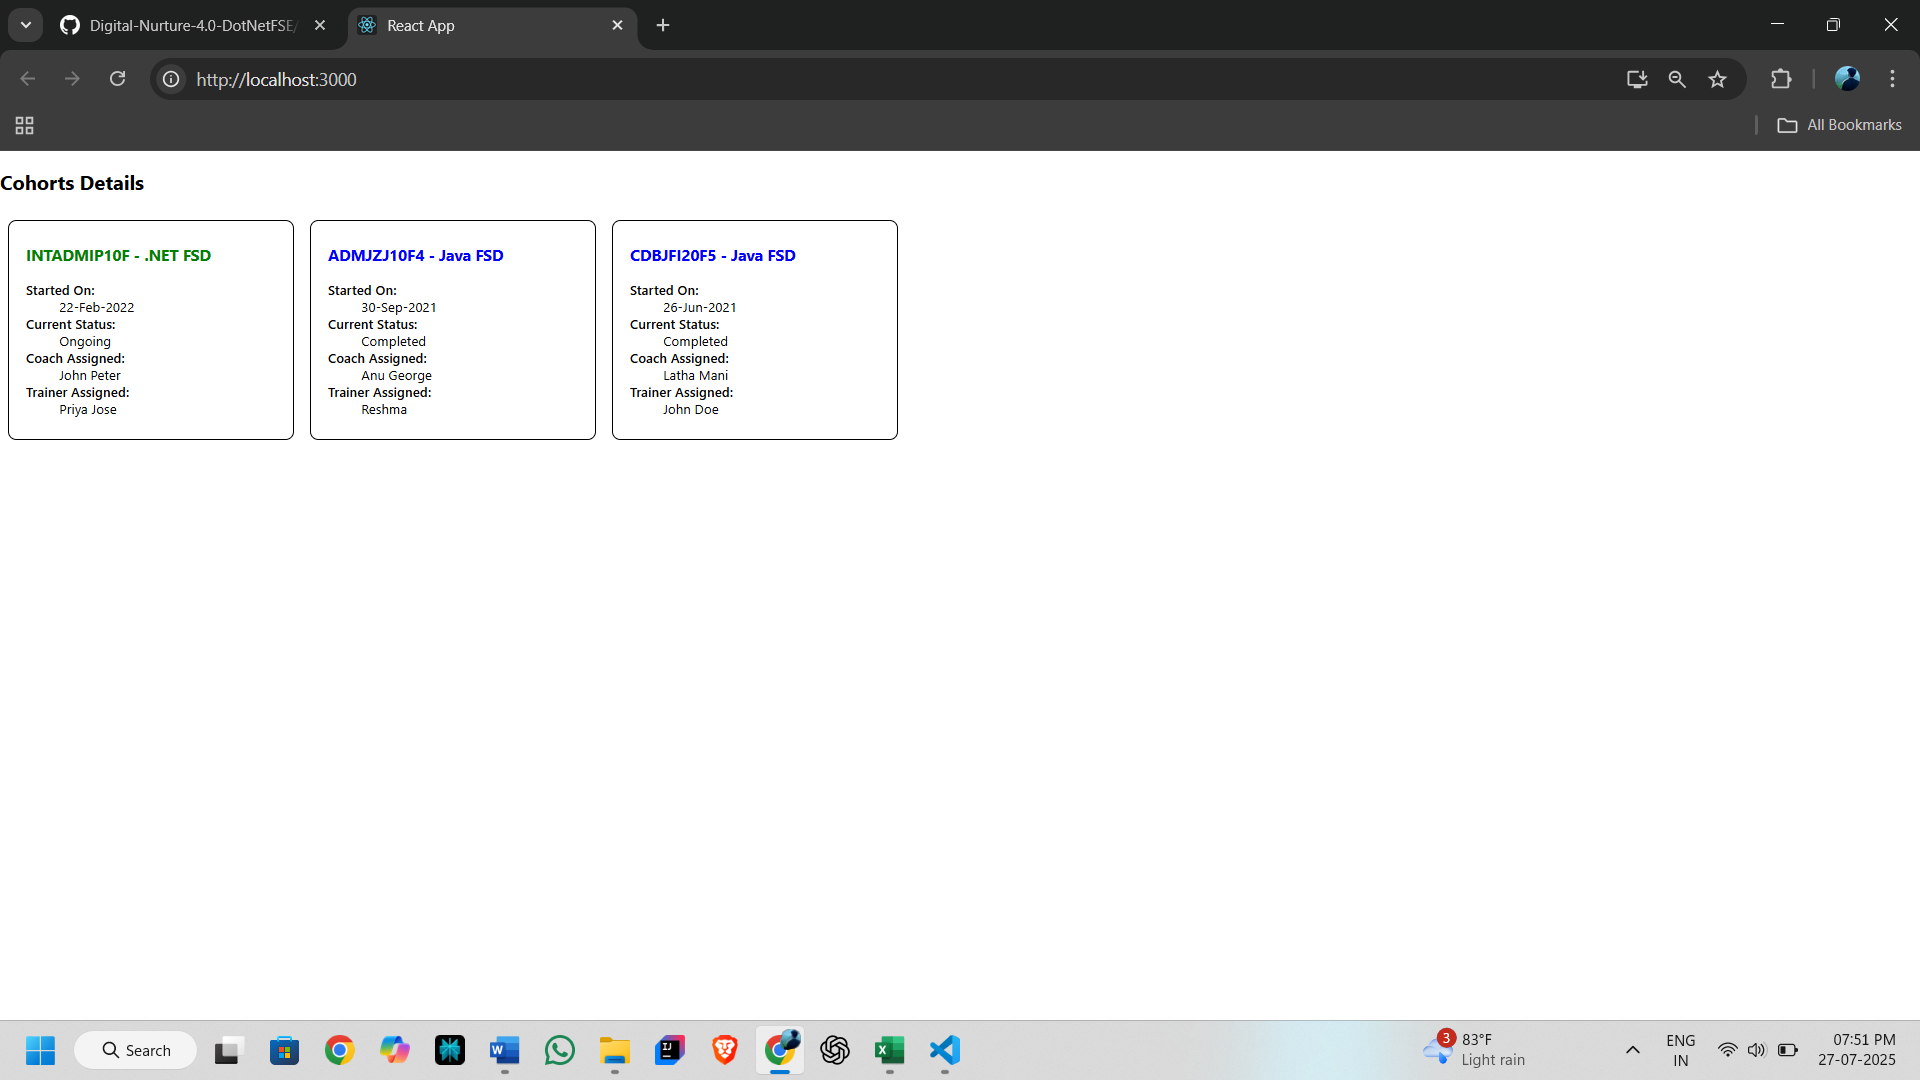 Digital-Nurture-4.0-DotNetFSE/
React App
http://localhost:3000
All Bookmarks
Cohorts Details
INTADMIP10F - .NET FSD
Started On:
22-Feb-2022
Current Status:
Ongoing
Coach Assigned:
John Peter
Trainer Assigned:
Priya Jose
ADMJZJ10F4 - Java FSD
Started On:
30-Sep-2021
Current Status:
Completed
Coach Assigned:
Anu George
Trainer Assigned:
Reshma
CDBJFI20F5 - Java FSD
Started On:
26-Jun-2021
Current Status:
Completed
Coach Assigned:
Latha Mani
Trainer Assigned:
John Doe
Search
3
83°F
Light rain
ENG
IN
07:51 PM
27-07-2025